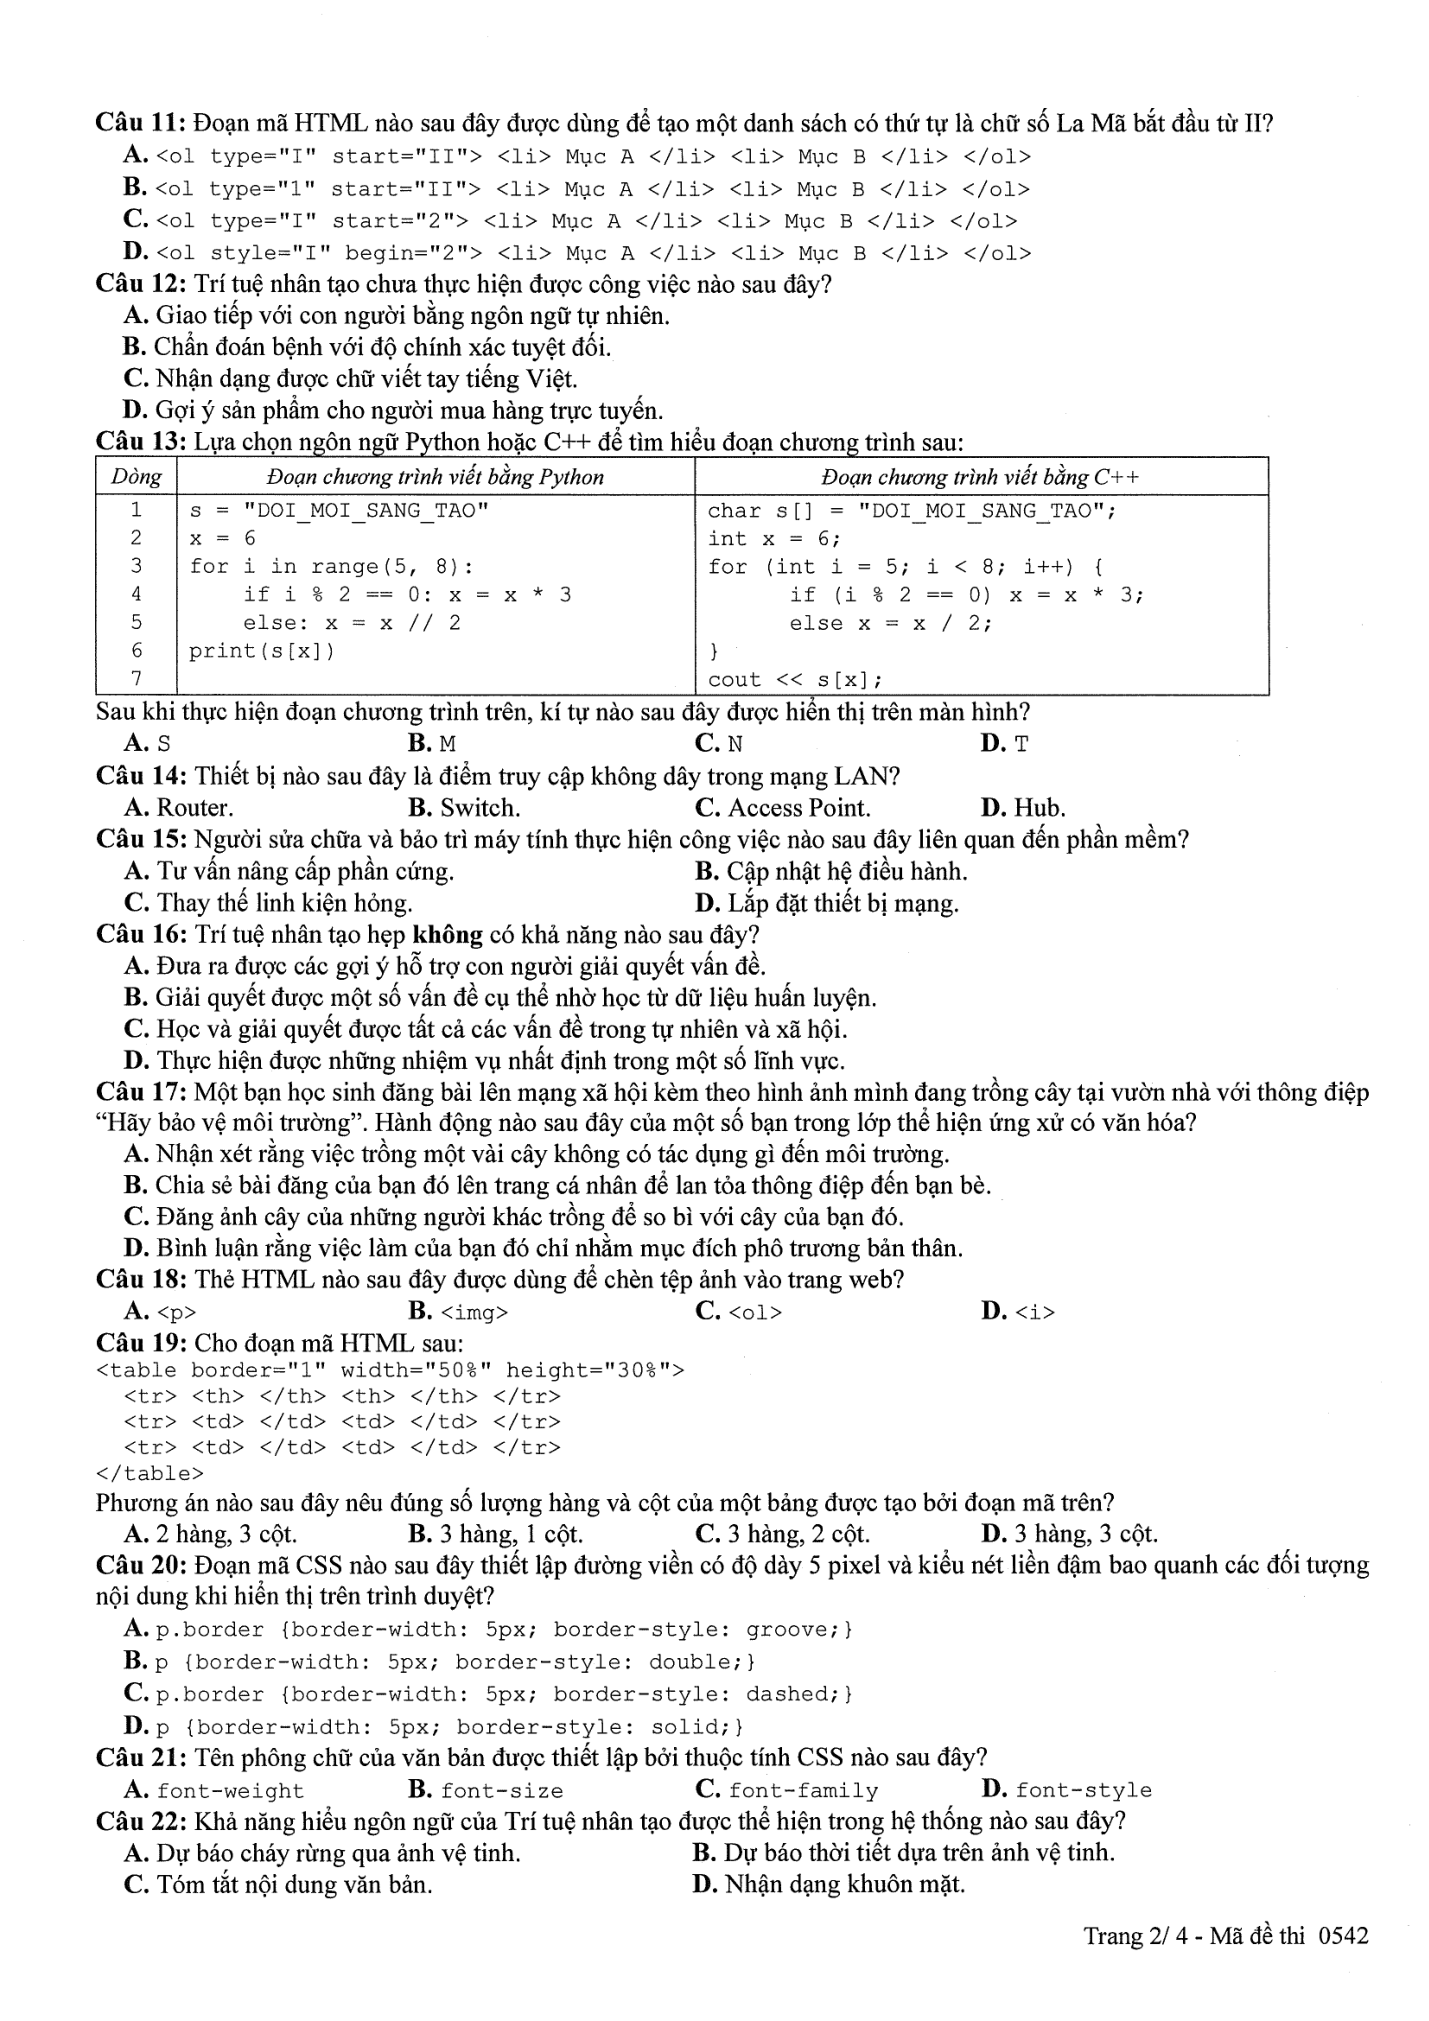 Câu 11: Đoạn mã HTML nào sau đây được dùng để tạo một danh sách có thứ tự là chữ số La Mã bắt đầu từ II?
A. <ol type="I" start="II"> <li> Mục A </li> <li> Mục B </li> </ol>
B. <ol type="1" start="II"> <li> Mục A </li> <li> Mục B </li> </ol>
C. <ol type="I" start="2"> <li> Mục A </li> <li> Mục B </li> </ol>
D. <ol style="I" begin="2"> <li> Mục A </li> <li> Mục B </li> </ol>
Câu 12: Trí tuệ nhân tạo chưa thực hiện được công việc nào sau đây?
A. Giao tiếp với con người bằng ngôn ngữ tự nhiên.
B. Chẩn đoán bệnh với độ chính xác tuyệt đối.
C. Nhận dạng được chữ viết tay tiếng Việt.
D. Gợi ý sản phẩm cho người mua hàng trực tuyến.
Câu 13: Lựa chọn ngôn ngữ Python hoặc C++ để tìm hiểu đoạn chương trình sau:
Dòng Đoạn chương trình viết bằng Python Đoạn chương trình viết bằng C++
1 s = "DOI_MOI_SANG_TAO" char s[] = "DOI_MOI_SANG_TAO";
2 x = 6 int x = 6;
3 for i in range(5, 8): for (int i = 5; i < 8; i++) {
4 if i % 2 == 0: x = x * 3 if (i % 2 == 0) x = x * 3;
5 else: x = x // 2 else x = x / 2;
6 print(s[x]) }
7 cout << s[x];
Sau khi thực hiện đoạn chương trình trên, kí tự nào sau đây được hiển thị trên màn hình?
A. S B. M C. N D. T
Câu 14: Thiết bị nào sau đây là điểm truy cập không dây trong mạng LAN?
A. Router. B. Switch. C. Access Point. D. Hub.
Câu 15: Người sửa chữa và bảo trì máy tính thực hiện công việc nào sau đây liên quan đến phần mềm?
A. Tư vấn nâng cấp phần cứng. B. Cập nhật hệ điều hành.
C. Thay thế linh kiện hỏng. D. Lắp đặt thiết bị mạng.
Câu 16: Trí tuệ nhân tạo hẹp không có khả năng nào sau đây?
A. Đưa ra được các gợi ý hỗ trợ con người giải quyết vấn đề.
B. Giải quyết được một số vấn đề cụ thể nhờ học từ dữ liệu huấn luyện.
C. Học và giải quyết được tất cả các vấn đề trong tự nhiên và xã hội.
D. Thực hiện được những nhiệm vụ nhất định trong một số lĩnh vực.
Câu 17: Một bạn học sinh đăng bài lên mạng xã hội kèm theo hình ảnh mình đang trồng cây tại vườn nhà với thông điệp
“Hãy bảo vệ môi trường”. Hành động nào sau đây của một số bạn trong lớp thể hiện ứng xử có văn hóa?
A. Nhận xét rằng việc trồng một vài cây không có tác dụng gì đến môi trường.
B. Chia sẻ bài đăng của bạn đó lên trang cá nhân để lan tỏa thông điệp đến bạn bè.
C. Đăng ảnh cây của những người khác trồng để so bì với cây của bạn đó.
D. Bình luận rằng việc làm của bạn đó chỉ nhằm mục đích phô trương bản thân.
Câu 18: Thẻ HTML nào sau đây được dùng để chèn tệp ảnh vào trang web?
A. <p> B. <img> C. <ol> D. <i>
Câu 19: Cho đoạn mã HTML sau:
<table border="1" width="50%" height="30%">
<tr> <th> </th> <th> </th> </tr>
<tr> <td> </td> <td> </td> </tr>
<tr> <td> </td> <td> </td> </tr>
</table>
Phương án nào sau đây nêu đúng số lượng hàng và cột của một bảng được tạo bởi đoạn mã trên?
A. 2 hàng, 3 cột. B. 3 hàng, 1 cột. C. 3 hàng, 2 cột. D. 3 hàng, 3 cột.
Câu 20: Đoạn mã CSS nào sau đây thiết lập đường viền có độ dày 5 pixel và kiểu nét liền đậm bao quanh các đối tượng
nội dung khi hiển thị trên trình duyệt?
A. p.border {border-width: 5px; border-style: groove;}
B. p {border-width: 5px; border-style: double;}
C. p.border {border-width: 5px; border-style: dashed;}
D. p {border-width: 5px; border-style: solid;}
Câu 21: Tên phông chữ của văn bản được thiết lập bởi thuộc tính CSS nào sau đây?
A. font-weight B. font-size C. font-family D. font-style
Câu 22: Khả năng hiểu ngôn ngữ của Trí tuệ nhân tạo được thể hiện trong hệ thống nào sau đây?
A. Dự báo cháy rừng qua ảnh vệ tinh. B. Dự báo thời tiết dựa trên ảnh vệ tinh.
C. Tóm tắt nội dung văn bản. D. Nhận dạng khuôn mặt.
Trang 2/ 4 - Mã đề thi 0542